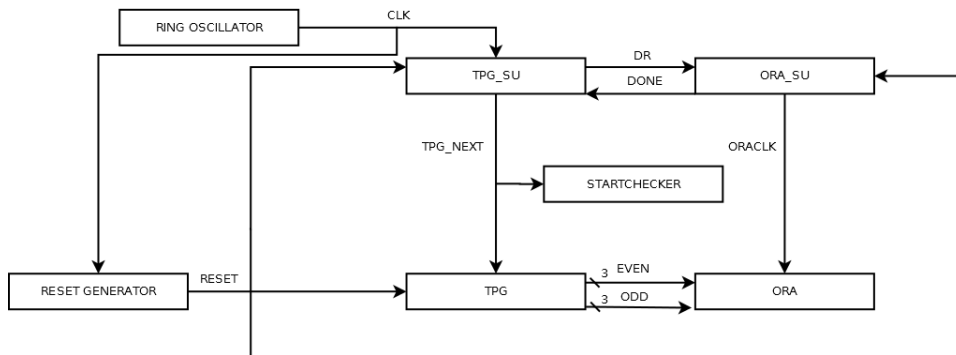 CLK
RING OSCILLATOR
DR
TPG_SU
ORA_SU
DONE
TPG_NEXT
ORACLK
STARTCHECKER
RESET
3
EVEN
RESET GENERATOR
TPG
ORA
3
ODD